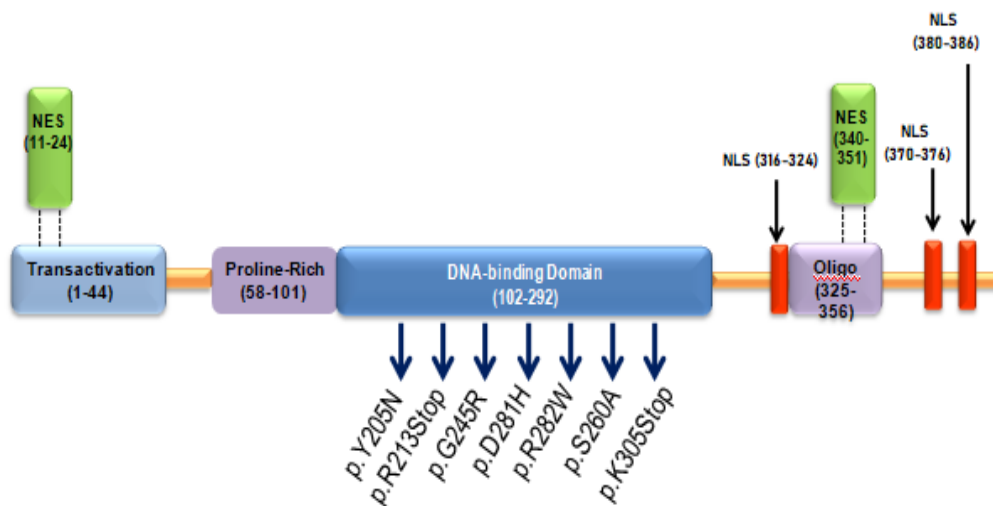 NLS
(380-386)
NES
(11-24)
NES
(340-
351)
NLS
(370-376)
NLS (316-324)
Transactivation
(1-44)
Proline-Rich
(58-101)
DNA-binding Domain
(102-292)
Oligo
(325-
356)
p.Y205N
p.R213Stop
p.G245R
p.D281H
p.R282W
p.S260A
p.K305Stop